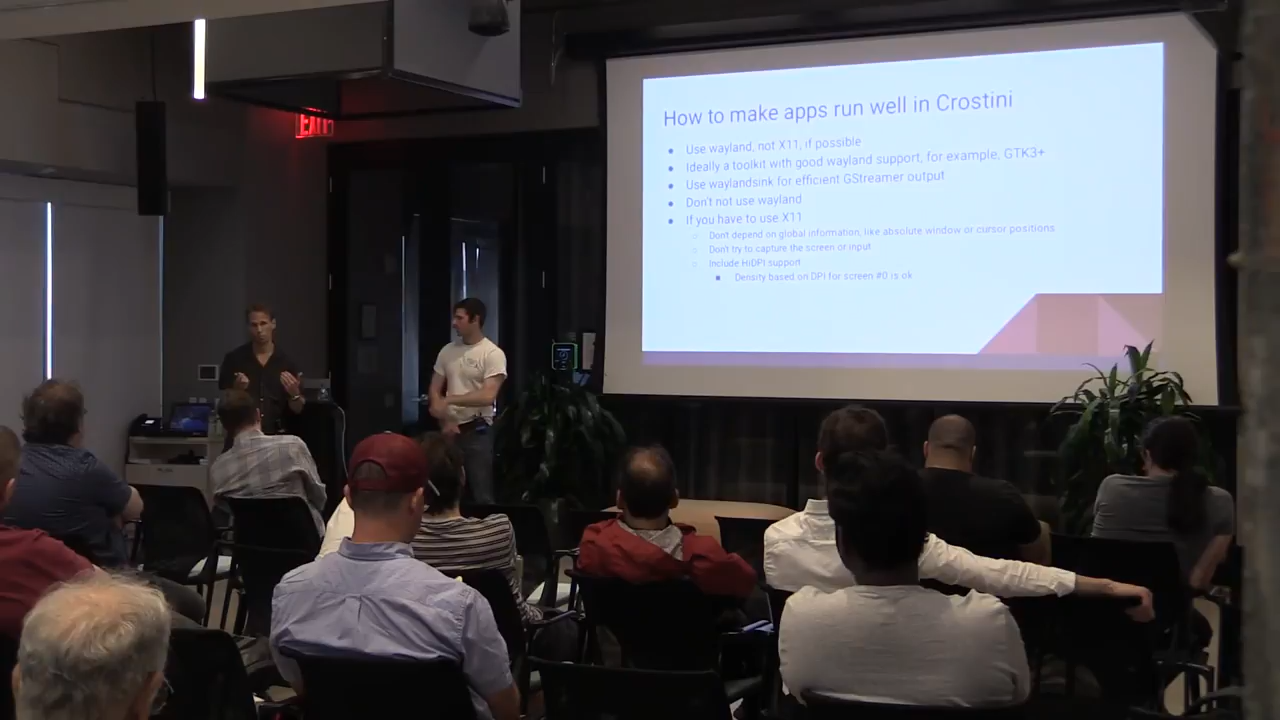 EXIT
How to make apps run well in Crostini
● Use wayland, not X11, if possible
● Ideally a toolkit with good wayland support, for example, GTK3+
● Use waylandsink for efficient GStreamer output
● Don't not use wayland
● If you have to use X11
○ Don't depend on global information, like absolute window or cursor positions
○ Don't try to capture the screen or input
○ Include HiDPI support
■ Density based on DPI for screen #0 is ok